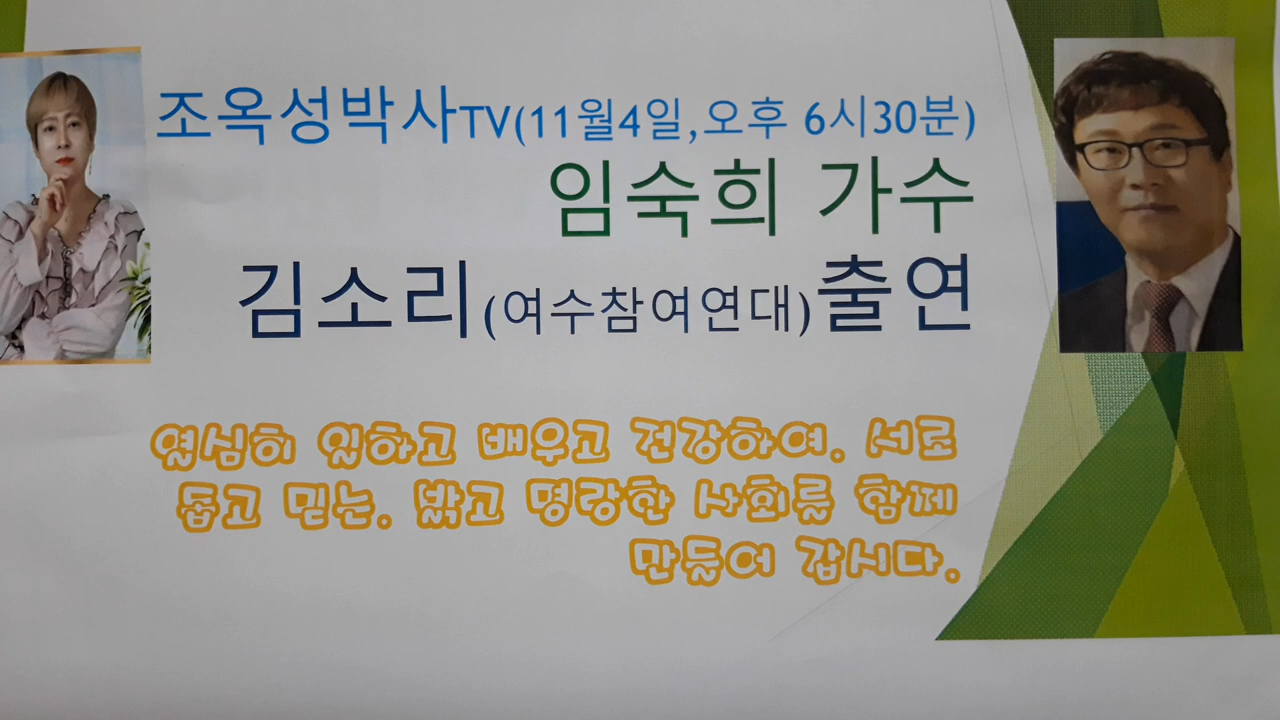 조옥성박사TV(11월4일,오후 6시30분)
임숙희 가수
김소리(여수참여연대)출연
열심히 일하고 배우고 건강하여. 서로
돕고 믿는. 밝고 명랑한 사회를 함께
만들어 갑시다.